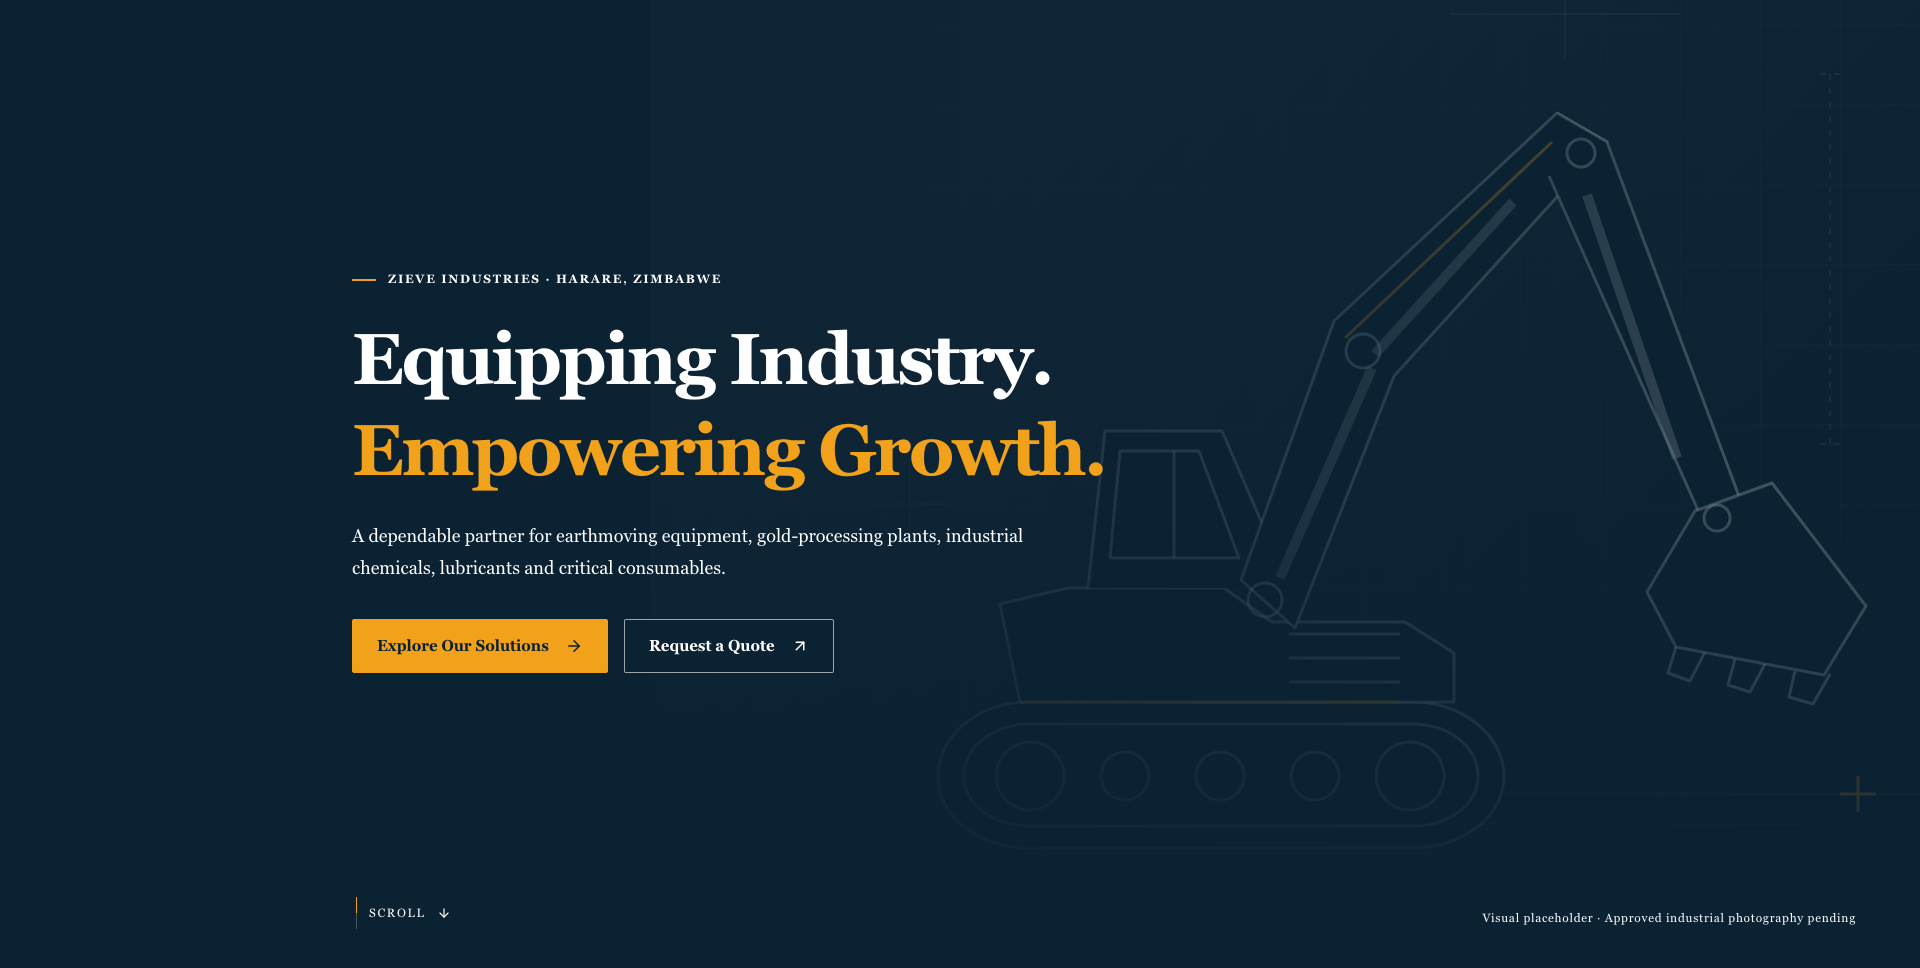 ZIEVE INDUSTRIES · HARARE, ZIMBABWE
Equipping Industry.
Empowering Growth.
A dependable partner for earthmoving equipment, gold-processing plants, industrial
chemicals, lubricants and critical consumables.
Explore Our Solutions →
Request a Quote ↗
SCROLL ↓
Visual placeholder · Approved industrial photography pending